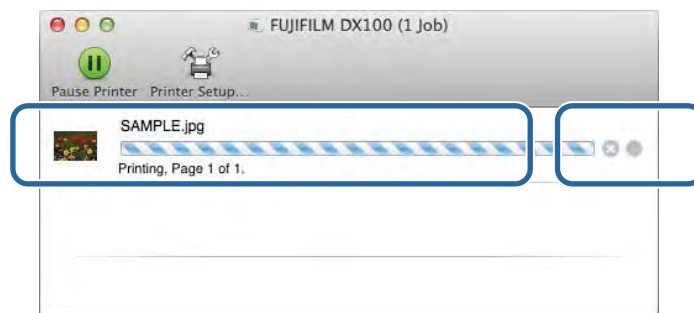 FUJIFILM DX100 (1 Job)
Pause Printer Printer Setup...
SAMPLE.jpg
Printing, Page 1 of 1.